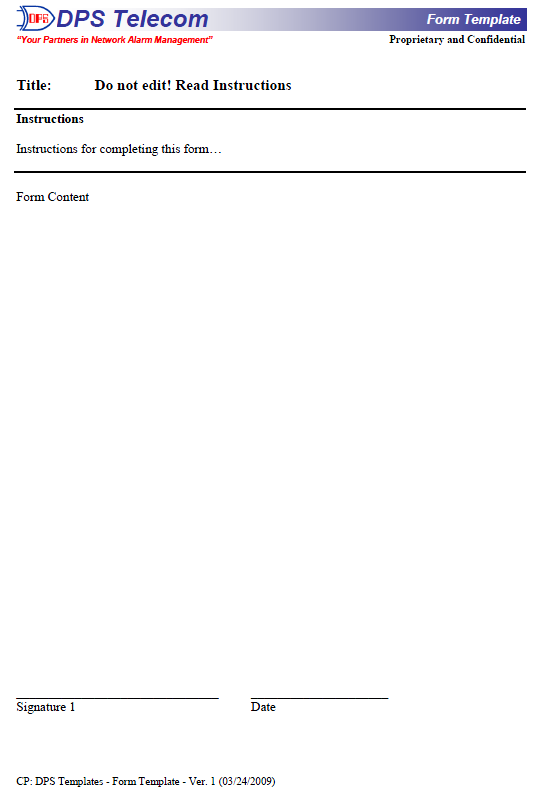 DPS DPS Telecom Form Template
“Your Partners in Network Alarm Management” Proprietary and Confidential
Title: Do not edit! Read Instructions
Instructions
Instructions for completing this form…
Form Content
Signature 1 Date
CP: DPS Templates - Form Template - Ver. 1 (03/24/2009)